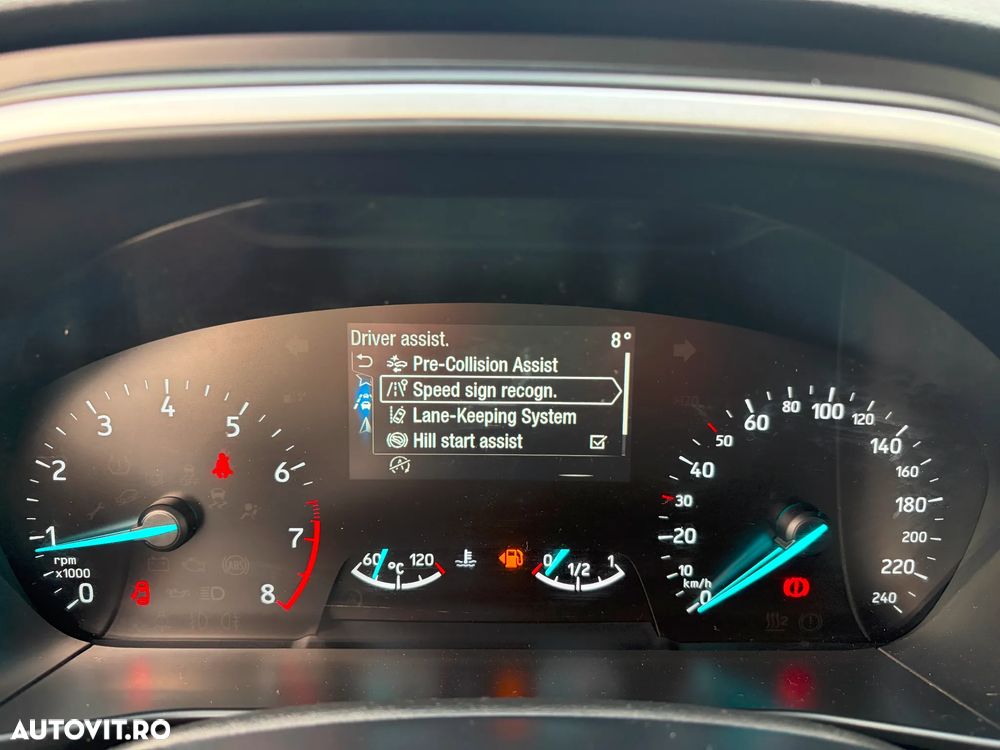 Driver assist. 8°
Pre-Collision Assist
Speed sign recogn.
Lane-Keeping System
Hill start assist
0 1 2 3 4 5 6 7 8
rpm
x1000
60 °C 120
0 1/2 1
0 10 20 30 40 50 60 80 100 120 140 160 180 200 220 240
km/h
(ABS)
AUTOVIT.RO